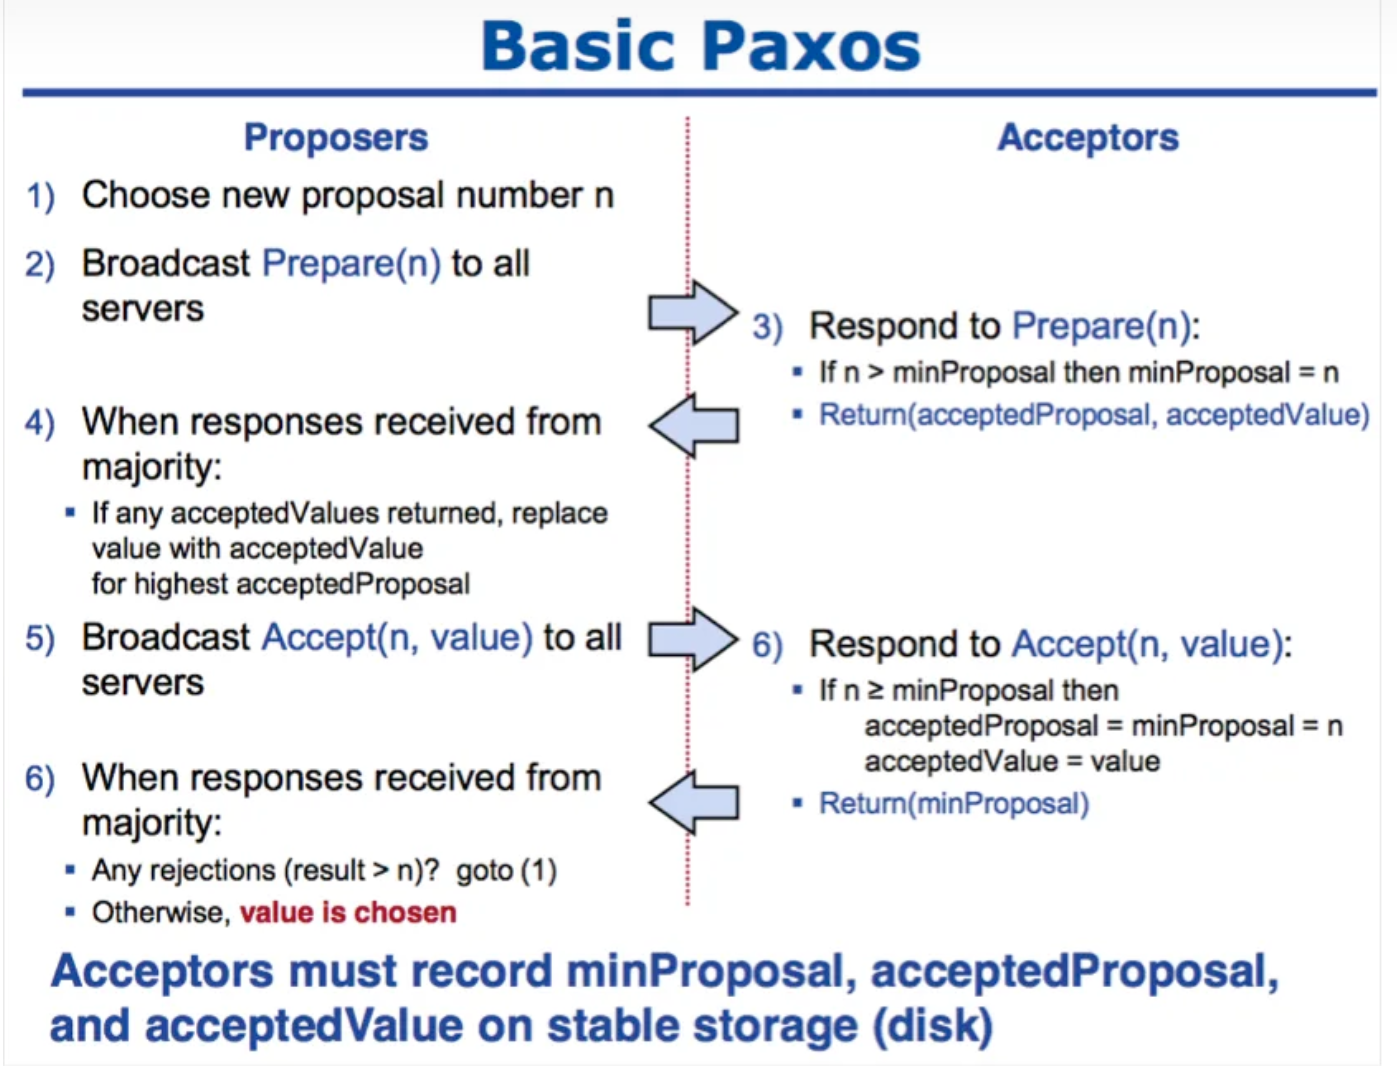 Basic Paxos
Proposers
1) Choose new proposal number n
2) Broadcast Prepare(n) to all
servers
4) When responses received from
majority:
▪ If any acceptedValues returned, replace
value with acceptedValue
for highest acceptedProposal
5) Broadcast Accept(n, value) to all
servers
6) When responses received from
majority:
▪ Any rejections (result > n)? goto (1)
▪ Otherwise, value is chosen
Acceptors
3) Respond to Prepare(n):
▪ If n > minProposal then minProposal = n
▪ Return(acceptedProposal, acceptedValue)
6) Respond to Accept(n, value):
▪ If n ≥ minProposal then
acceptedProposal = minProposal = n
acceptedValue = value
▪ Return(minProposal)
Acceptors must record minProposal, acceptedProposal,
and acceptedValue on stable storage (disk)